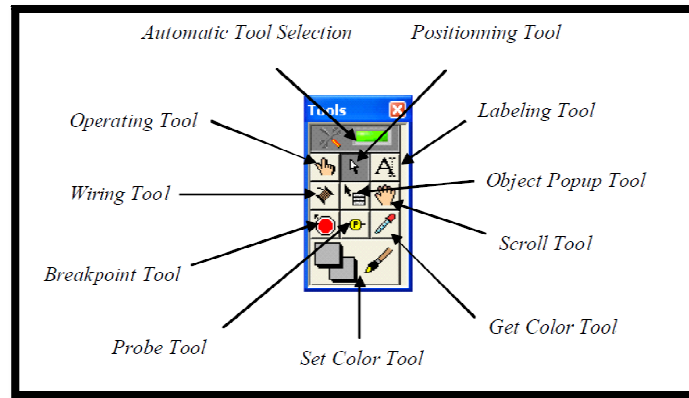 Automatic Tool Selection
Positionning Tool
Tools
Operating Tool
Labeling Tool
A
Wiring Tool
Object Popup Tool
P
Scroll Tool
Breakpoint Tool
Get Color Tool
Probe Tool
Set Color Tool